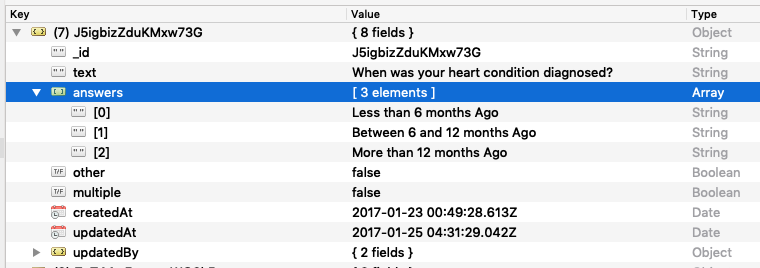 Key Value Type
(7) J5igbizZduKMxw73G { 8 fields } Object
_id J5igbizZduKMxw73G String
text When was your heart condition diagnosed? String
answers [ 3 elements ] Array
[0] Less than 6 months Ago String
[1] Between 6 and 12 months Ago String
[2] More than 12 months Ago String
T/F other false Boolean
T/F multiple false Boolean
createdAt 2017-01-23 00:49:28.613Z Date
updatedAt 2017-01-25 04:31:29.042Z Date
updatedBy { 2 fields } Object